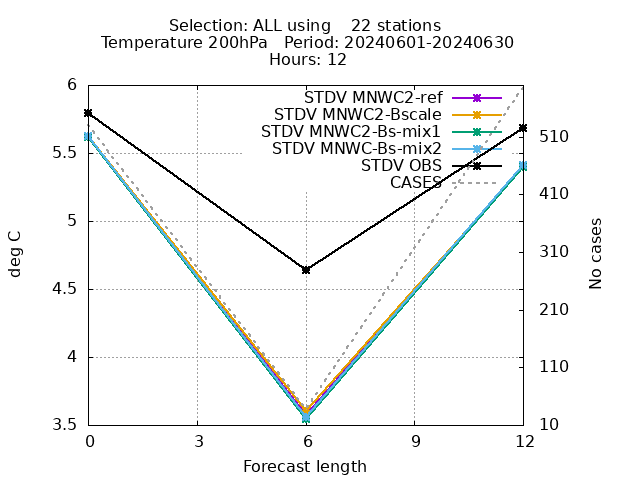 Selection: ALL using    22 stations
Temperature 200hPa   Period: 20240601-20240630
Hours: 12
STDV MNWC2-ref
STDV MNWC2-Bscale
STDV MNWC2-Bs-mix1
STDV MNWC-Bs-mix2
STDV OBS
CASES
6
5.5
5
4.5
4
3.5
deg C
510
410
310
210
110
10
No cases
0
3
6
9
12
Forecast length